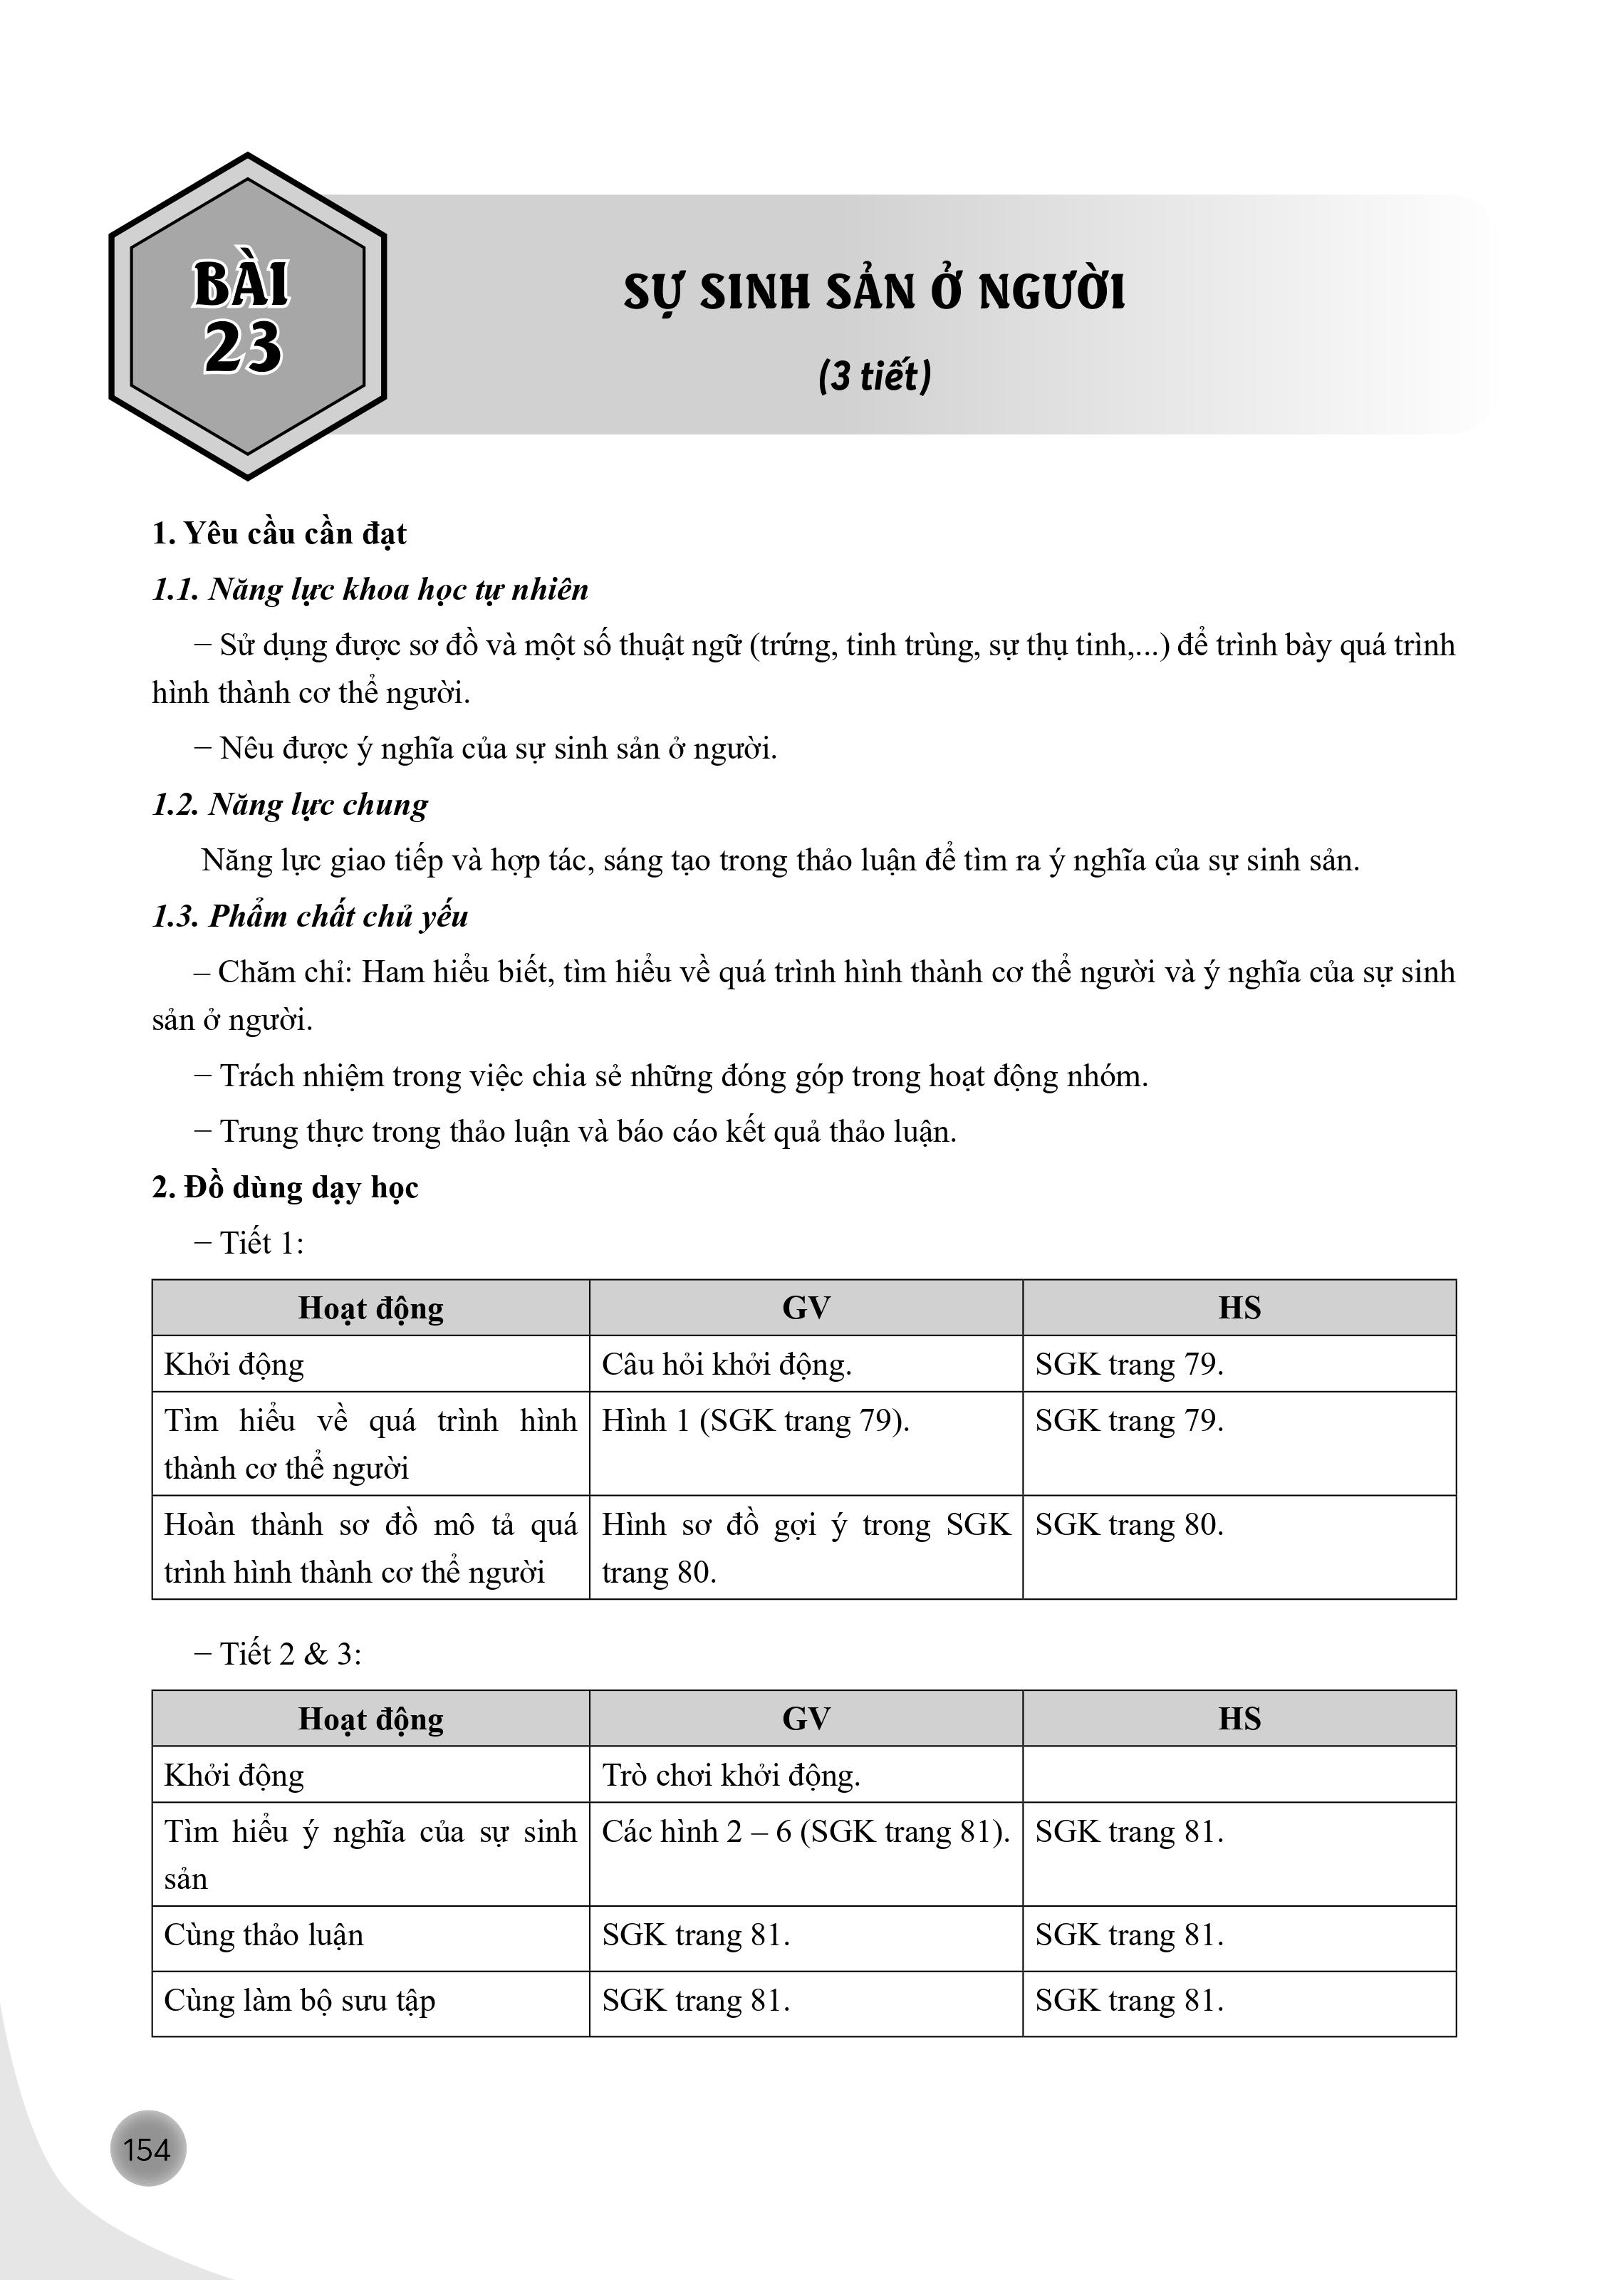 BÀI
23
SỰ SINH SẢN Ở NGƯỜI
(3 tiết)
1. Yêu cầu cần đạt
1.1. Năng lực khoa học tự nhiên
– Sử dụng được sơ đồ và một số thuật ngữ (trứng, tinh trùng, sự thụ tinh,...) để trình bày quá trình
hình thành cơ thể người.
– Nêu được ý nghĩa của sự sinh sản ở người.
1.2. Năng lực chung
Năng lực giao tiếp và hợp tác, sáng tạo trong thảo luận để tìm ra ý nghĩa của sự sinh sản.
1.3. Phẩm chất chủ yếu
– Chăm chỉ: Ham hiểu biết, tìm hiểu về quá trình hình thành cơ thể người và ý nghĩa của sự sinh
sản ở người.
– Trách nhiệm trong việc chia sẻ những đóng góp trong hoạt động nhóm.
– Trung thực trong thảo luận và báo cáo kết quả thảo luận.
2. Đồ dùng dạy học
– Tiết 1:
Hoạt động GV HS
Khởi động Câu hỏi khởi động. SGK trang 79.
Tìm hiểu về quá trình hình Hình 1 (SGK trang 79). SGK trang 79.
thành cơ thể người
Hoàn thành sơ đồ mô tả quá Hình sơ đồ gợi ý trong SGK SGK trang 80.
trình hình thành cơ thể người trang 80.
– Tiết 2 & 3:
Hoạt động GV HS
Khởi động Trò chơi khởi động.
Tìm hiểu ý nghĩa của sự sinh Các hình 2 – 6 (SGK trang 81). SGK trang 81.
sản
Cùng thảo luận SGK trang 81. SGK trang 81.
Cùng làm bộ sưu tập SGK trang 81. SGK trang 81.
154